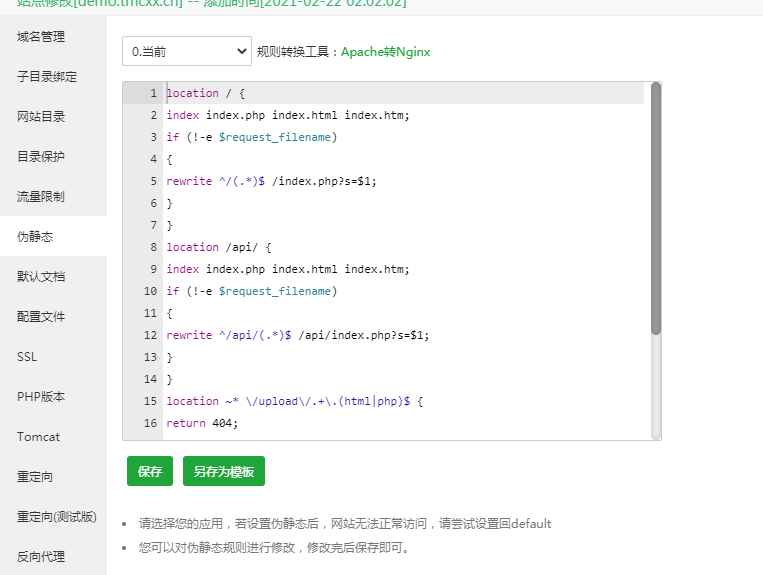 站点修改[demo.tmcxx.cn] -- 添加时间[2021-02-22 02:02:02]
域名管理
子目录绑定
网站目录
目录保护
流量限制
伪静态
默认文档
配置文件
SSL
PHP版本
Tomcat
重定向
重定向(测试版)
反向代理
0.当前 规则转换工具：Apache转Nginx
1 location / {
2 index index.php index.html index.htm;
3 if (!-e $request_filename)
4 {
5 rewrite ^/(.*)$ /index.php?s=$1;
6 }
7 }
8 location /api/ {
9 index index.php index.html index.htm;
10 if (!-e $request_filename)
11 {
12 rewrite ^/api/(.*)$ /api/index.php?s=$1;
13 }
14 }
15 location ~* \/upload\/.+\.(html|php)$ {
16 return 404;
保存 另存为模板
• 请选择您的应用，若设置伪静态后，网站无法正常访问，请尝试设置回default
• 您可以对伪静态规则进行修改，修改完后保存即可。